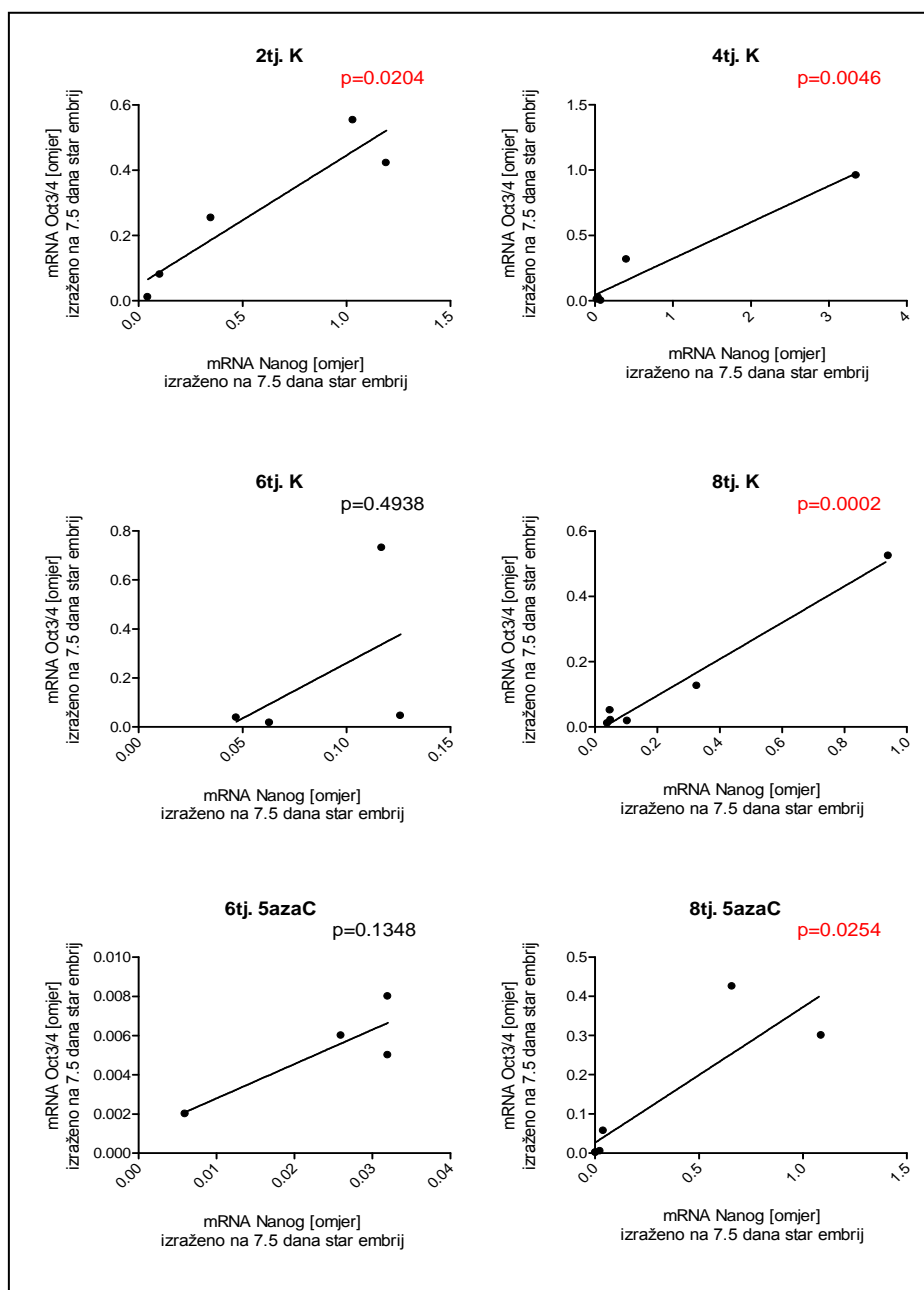 2tj. K
p=0.0204
mRNA Oct3/4 [omjer]
izraženo na 7.5 dana star embrij
0.6
0.4
0.2
0.0
0.0
0.5
1.0
1.5
mRNA Nanog [omjer]
izraženo na 7.5 dana star embrij
4tj. K
p=0.0046
mRNA Oct3/4 [omjer]
izraženo na 7.5 dana star embrij
1.5
1.0
0.5
0.0
0
1
2
3
4
mRNA Nanog [omjer]
izraženo na 7.5 dana star embrij
6tj. K
p=0.4938
mRNA Oct3/4 [omjer]
izraženo na 7.5 dana star embrij
0.8
0.6
0.4
0.2
0.0
0.00
0.05
0.10
0.15
mRNA Nanog [omjer]
izraženo na 7.5 dana star embrij
8tj. K
p=0.0002
mRNA Oct3/4 [omjer]
izraženo na 7.5 dana star embrij
0.6
0.4
0.2
0.0
0.0
0.2
0.4
0.6
0.8
1.0
mRNA Nanog [omjer]
izraženo na 7.5 dana star embrij
6tj. 5azaC
p=0.1348
mRNA Oct3/4 [omjer]
izraženo na 7.5 dana star embrij
0.010
0.008
0.006
0.004
0.002
0.000
0.00
0.01
0.02
0.03
0.04
mRNA Nanog [omjer]
izraženo na 7.5 dana star embrij
8tj. 5azaC
p=0.0254
mRNA Oct3/4 [omjer]
izraženo na 7.5 dana star embrij
0.5
0.4
0.3
0.2
0.1
0.0
0.0
0.5
1.0
1.5
mRNA Nanog [omjer]
izraženo na 7.5 dana star embrij